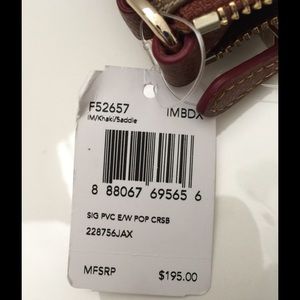 F52657 IMBDX
IM/Khaki/Saddle
8 88067 69565 6
SIG PVC E/W POP CRSB
228756JAX
MFSRP $195.00